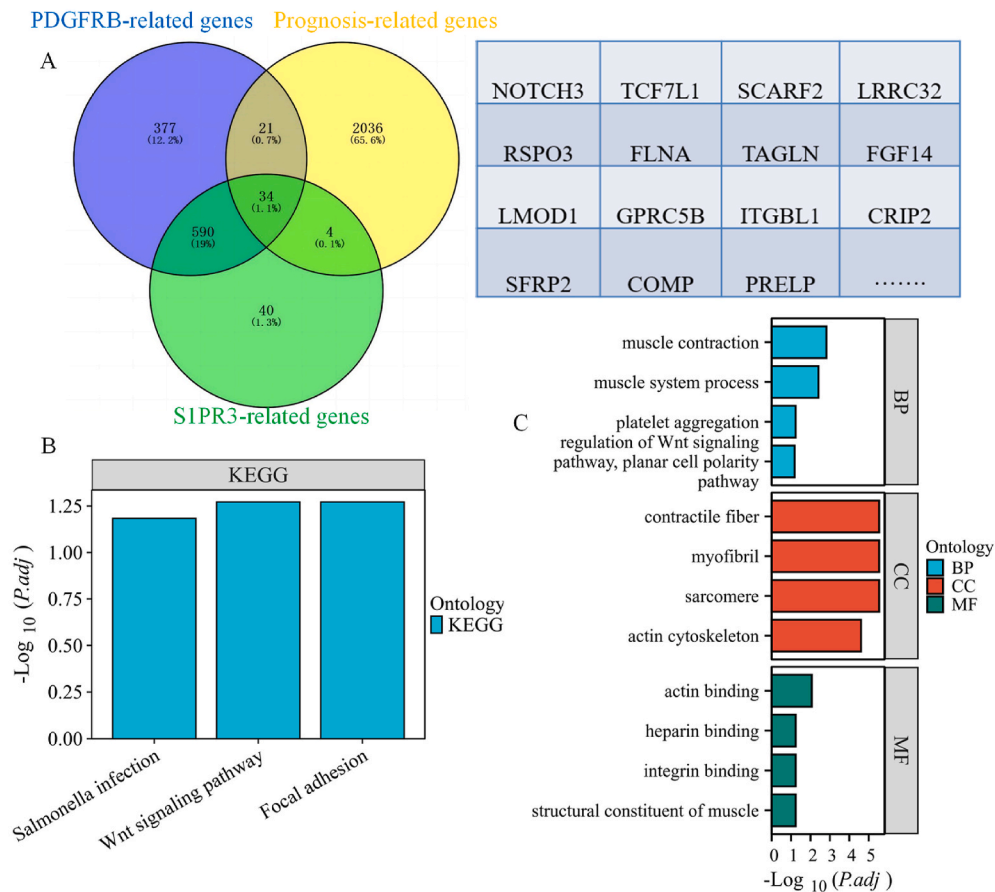 PDGFRB-related genes
Prognosis-related genes
A
377
(12.2%)
21
(0.7%)
2036
(65.6%)
34
(1.1%)
590
(19%)
4
(0.1%)
40
(1.3%)
S1PR3-related genes
NOTCH3 TCF7L1 SCARF2 LRRC32
RSPO3 FLNA TAGLN FGF14
LMOD1 GPRC5B ITGBL1 CRIP2
SFRP2 COMP PRELP .......
B
KEGG
-Log 10 (P.adj)
1.25
1.00
0.75
0.50
0.25
0.00
Salmonella infection
Wnt signaling pathway
Focal adhesion
Ontology
KEGG
C
muscle contraction
muscle system process
platelet aggregation
regulation of Wnt signaling
pathway, planar cell polarity
pathway
BP
contractile fiber
myofibril
sarcomere
actin cytoskeleton
CC
actin binding
heparin binding
integrin binding
structural constituent of muscle
MF
0 1 2 3 4 5
-Log 10 (P.adj)
Ontology
BP
CC
MF